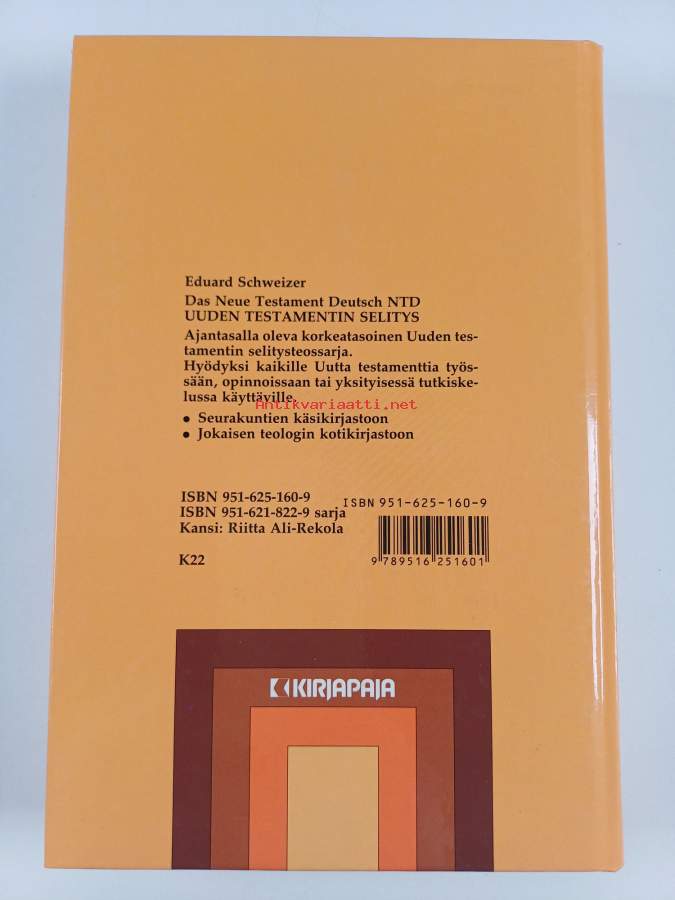 Eduard Schweizer
Das Neue Testament Deutsch NTD
UUDEN TESTAMENTIN SELITYS
Ajantasalla oleva korkeatasoinen Uuden tes-
tamentin selitysteossarja.
Hyödyksi kaikille Uutta testamenttia työs-
sään, opinnoissaan tai yksityisessä tutkiske-
lussa käyttäville.
Antikvariaatti.net
• Seurakuntien käsikirjastoon
• Jokaisen teologin kotikirjastoon
ISBN 951-625-160-9
ISBN 951-621-822-9 sarja
Kansi: Riitta Ali-Rekola
K22
ISBN 951-625-160-9
9 789516 251601
KIRJAPAJA